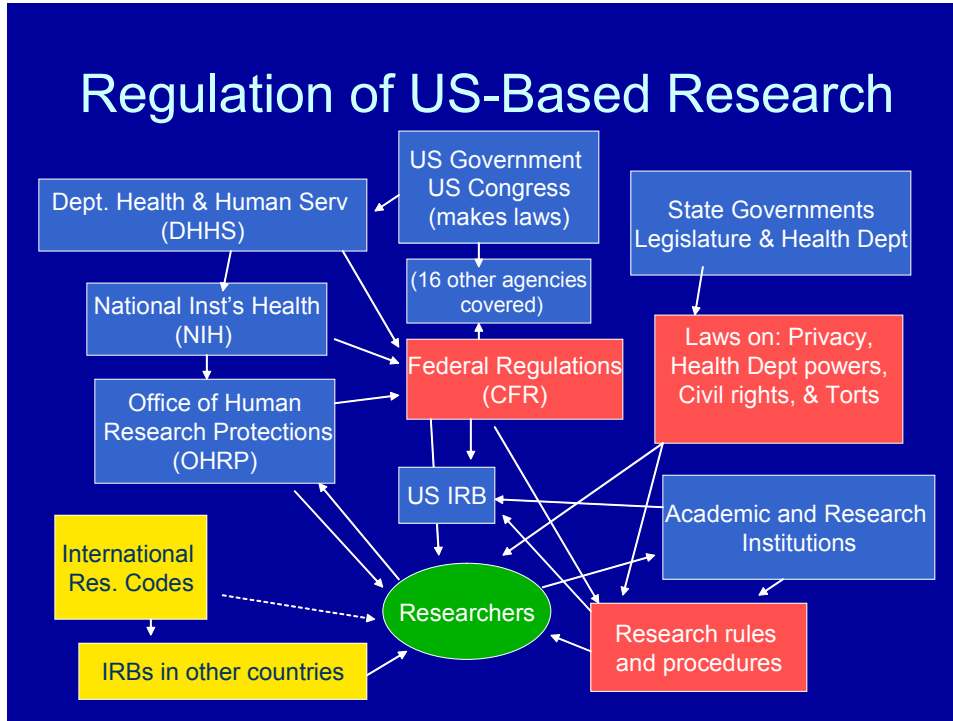 Regulation of US-Based Research
US Government
US Congress
(makes laws)
Dept. Health & Human Serv
(DHHS)
State Governments
Legislature & Health Dept
(16 other agencies
covered)
National Inst's Health
(NIH)
Laws on: Privacy,
Health Dept powers,
Civil rights, & Torts
Federal Regulations
(CFR)
Office of Human
Research Protections
(OHRP)
US IRB
Academic and Research
Institutions
International
Res. Codes
Researchers
Research rules
and procedures
IRBs in other countries